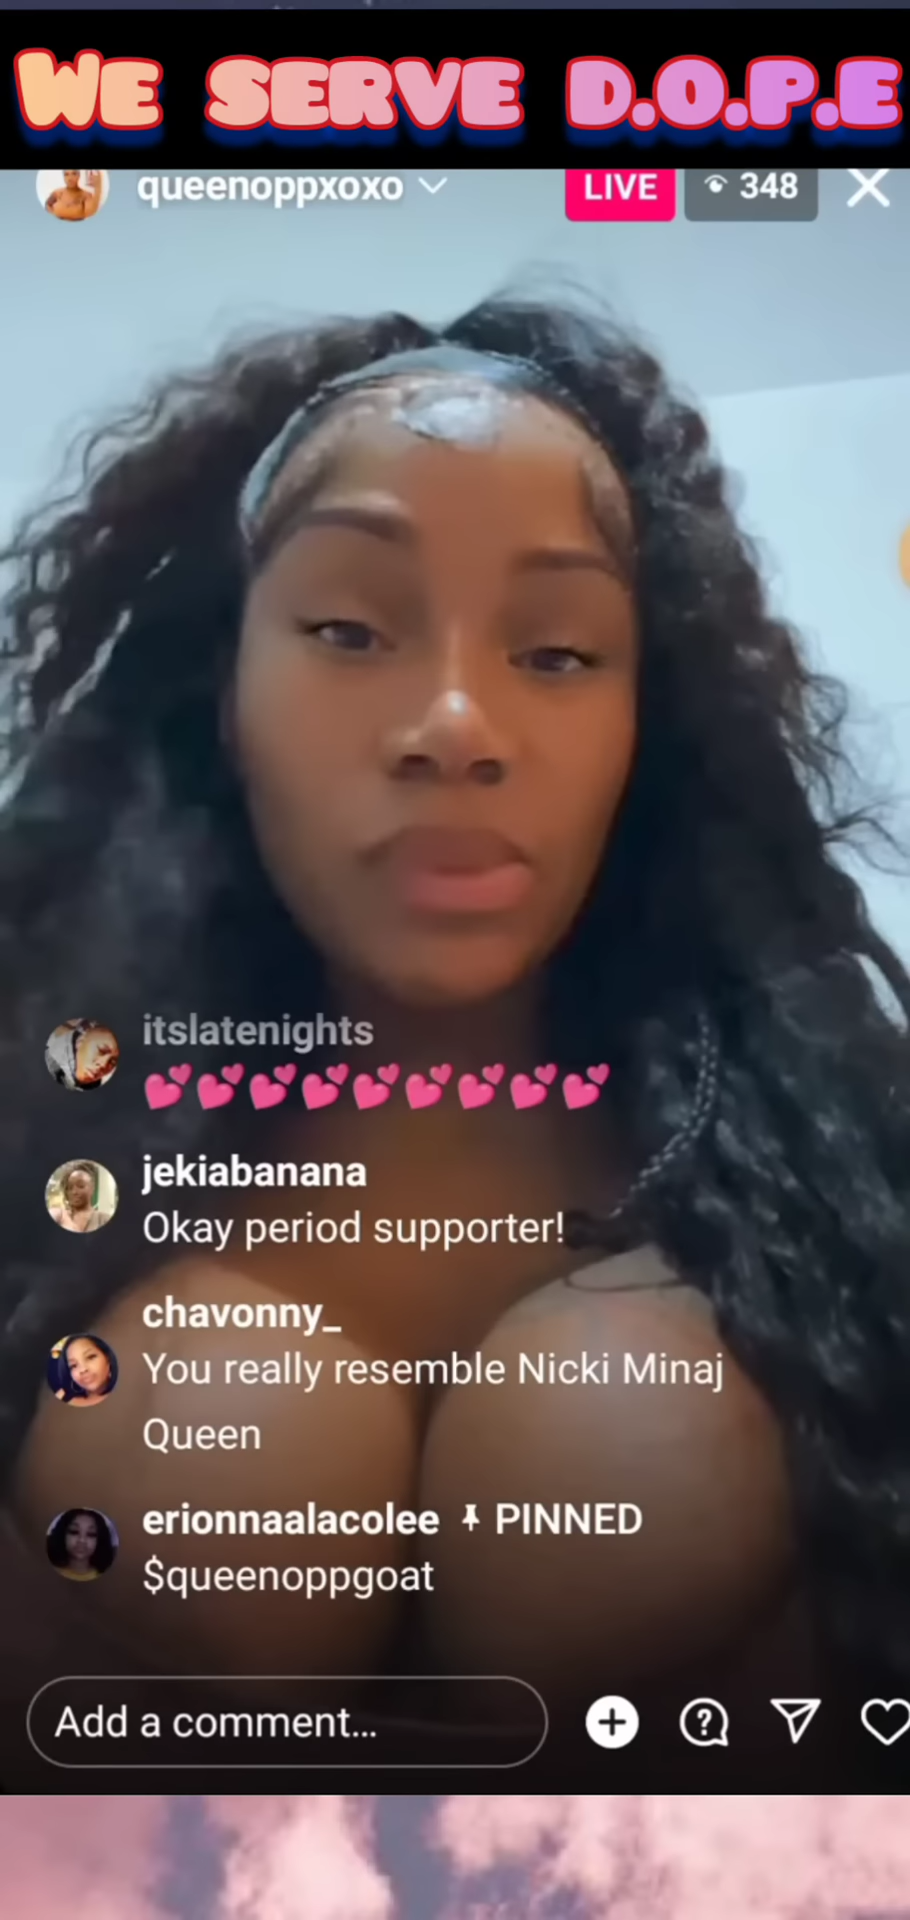 WE SERVE D.O.P.E
queenoppxoxo
LIVE
348
itslatenights
💕💕💕💕💕💕💕💕💕
jekiabanana
Okay period supporter!
chavonny_
You really resemble Nicki Minaj
Queen
erionnaalacolee PINNED
$queenoppgoat
Add a comment...